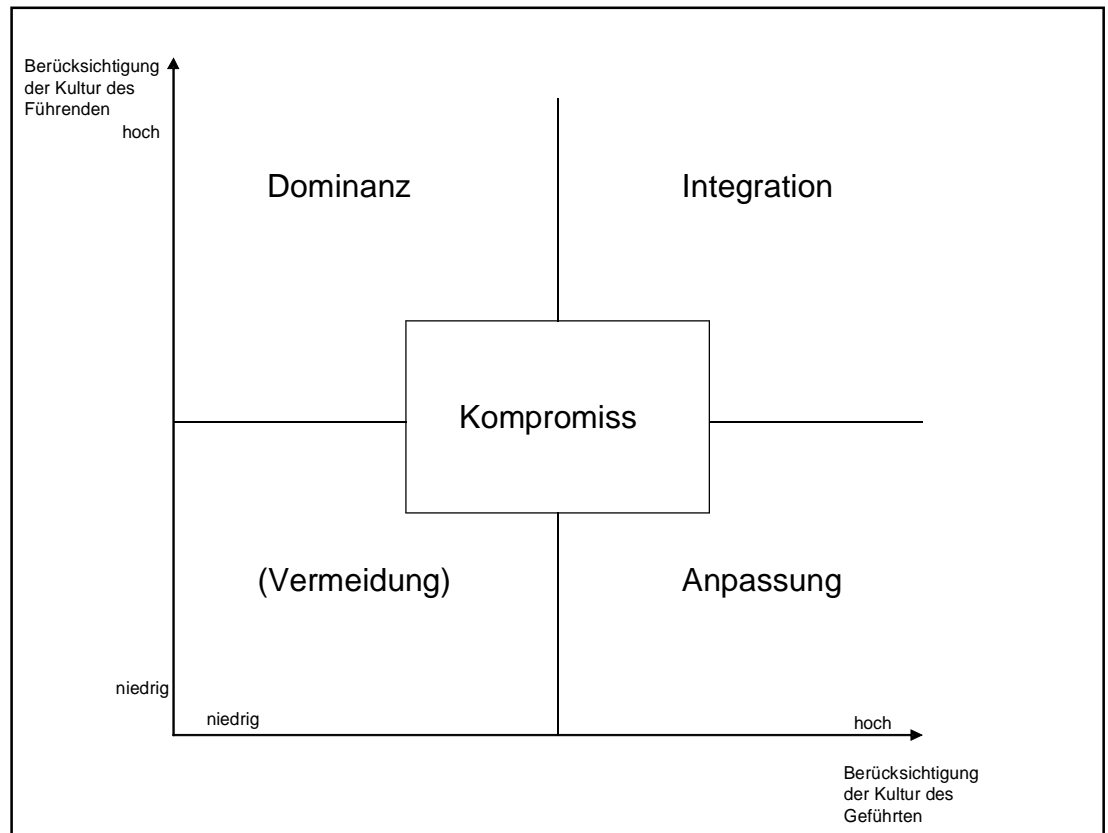 Berücksichtigung
der Kultur des
Führenden
hoch
Dominanz
Integration
Kompromiss
(Vermeidung)
Anpassung
niedrig
niedrig
hoch
Berücksichtigung
der Kultur des
Geführten